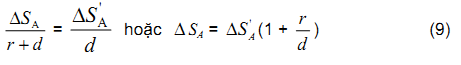 ΔS_A / (r + d) = ΔS'_A / d hoặc ΔS_A = ΔS'_A (1 + r/d) (9)